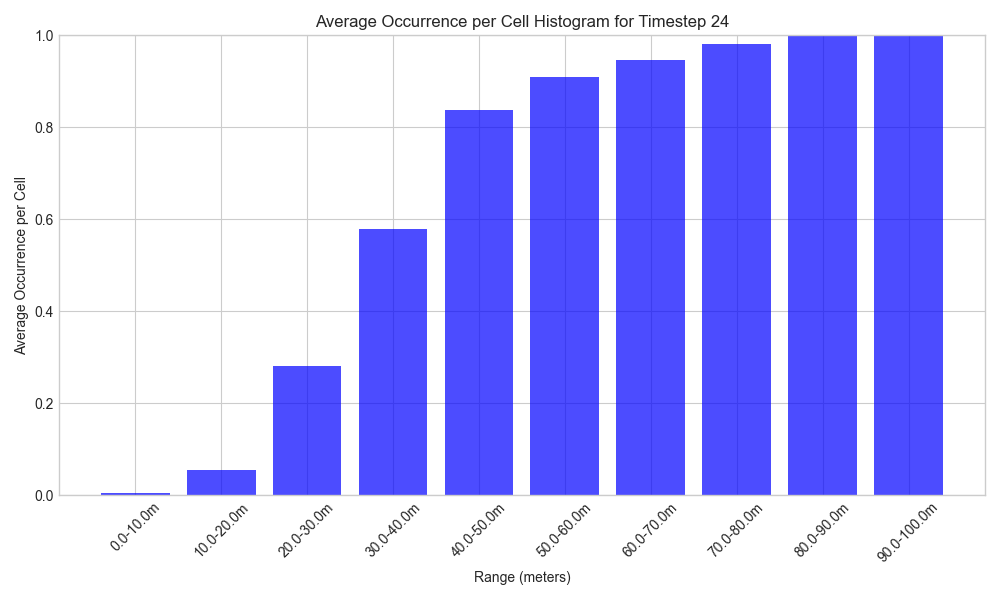 Average Occurrence per Cell Histogram for Timestep 24
1.0
0.8
0.6
0.4
0.2
0.0
Average Occurrence per Cell
0.0-10.0m
10.0-20.0m
20.0-30.0m
30.0-40.0m
40.0-50.0m
50.0-60.0m
60.0-70.0m
70.0-80.0m
80.0-90.0m
90.0-100.0m
Range (meters)